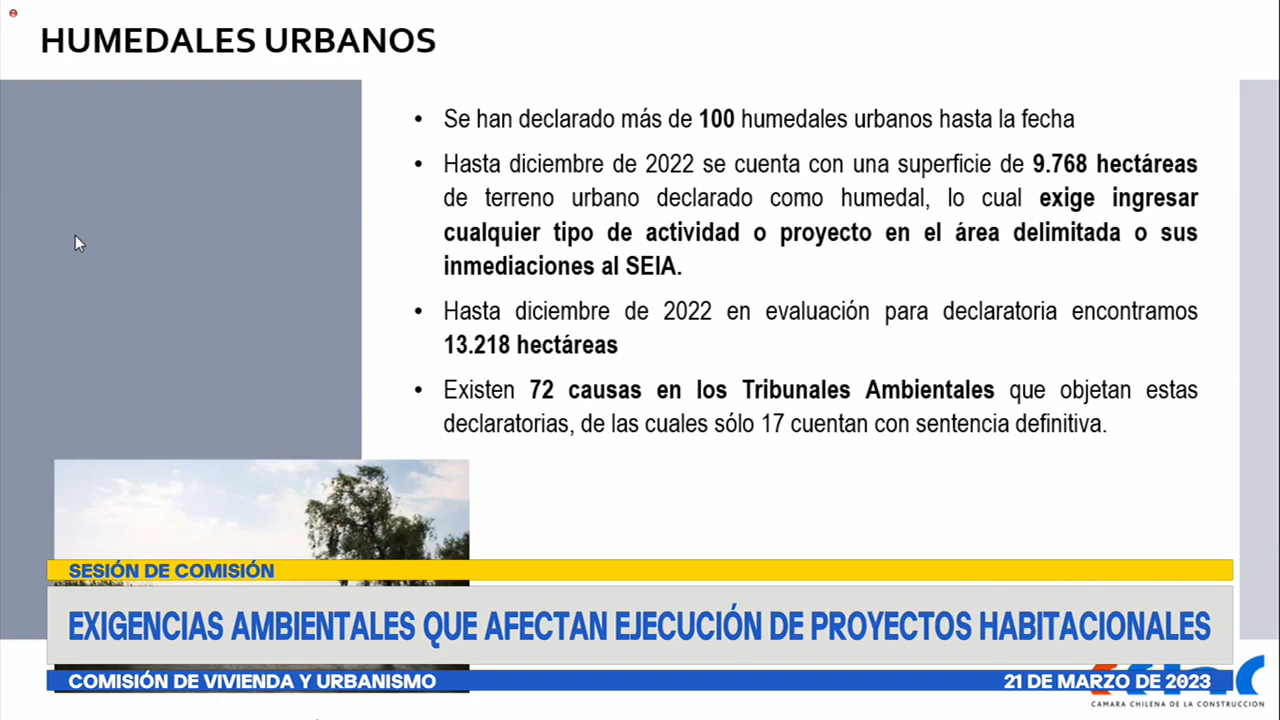 HUMEDALES URBANOS
• Se han declarado más de 100 humedales urbanos hasta la fecha
• Hasta diciembre de 2022 se cuenta con una superficie de 9.768 hectáreas
de terreno urbano declarado como humedal, lo cual exige ingresar
cualquier tipo de actividad o proyecto en el área delimitada o sus
inmediaciones al SEIA.
• Hasta diciembre de 2022 en evaluación para declaratoria encontramos
13.218 hectáreas
• Existen 72 causas en los Tribunales Ambientales que objetan estas
declaratorias, de las cuales sólo 17 cuentan con sentencia definitiva.
SESIÓN DE COMISIÓN
EXIGENCIAS AMBIENTALES QUE AFECTAN EJECUCIÓN DE PROYECTOS HABITACIONALES
COMISIÓN DE VIVIENDA Y URBANISMO
21 DE MARZO DE 2023
CAMARA CHILENA DE LA CONSTRUCCION